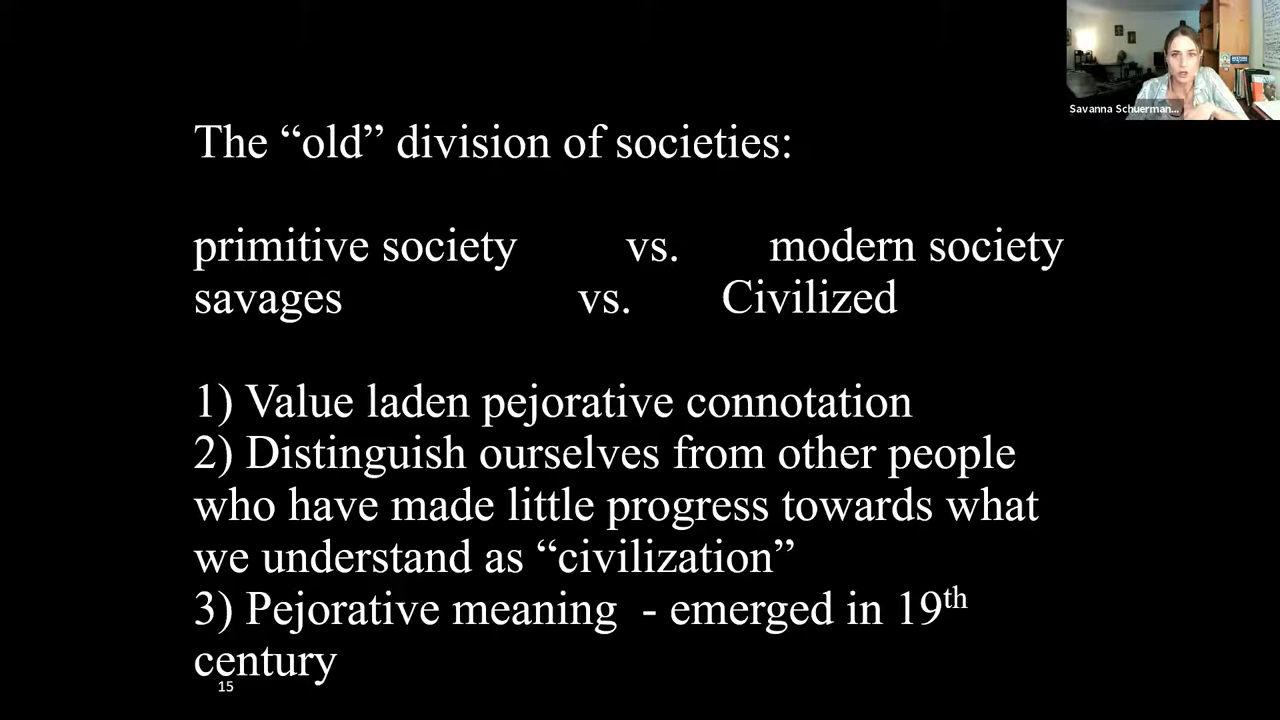 Savanna Schuerman...
The “old” division of societies:
primitive society vs. modern society
savages vs. Civilized
1) Value laden pejorative connotation
2) Distinguish ourselves from other people
who have made little progress towards what
we understand as “civilization”
3) Pejorative meaning - emerged in 19th
century
15